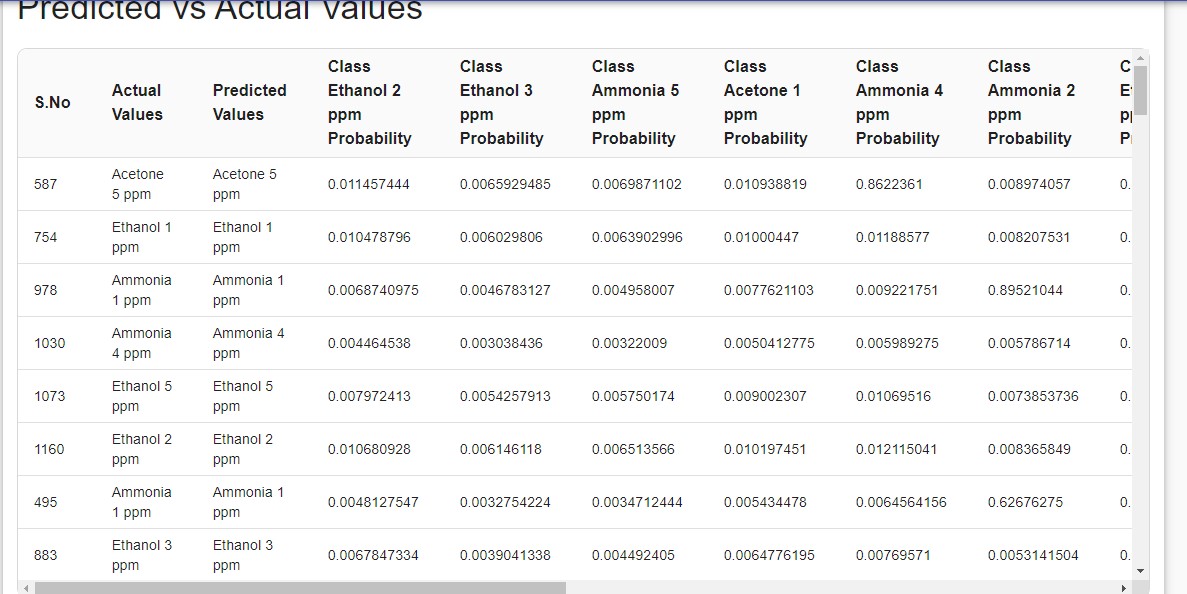 Predicted vs Actual Values
S.No
Actual Values
Predicted Values
Class Ethanol 2 ppm Probability
Class Ethanol 3 ppm Probability
Class Ammonia 5 ppm Probability
Class Acetone 1 ppm Probability
Class Ammonia 4 ppm Probability
Class Ammonia 2 ppm Probability
587 Acetone 5 ppm Acetone 5 ppm 0.011457444 0.0065929485 0.0069871102 0.010938819 0.8622361 0.008974057 0.
754 Ethanol 1 ppm Ethanol 1 ppm 0.010478796 0.006029806 0.0063902996 0.01000447 0.01188577 0.008207531 0.
978 Ammonia 1 ppm Ammonia 1 ppm 0.0068740975 0.0046783127 0.004958007 0.0077621103 0.009221751 0.89521044 0.
1030 Ammonia 4 ppm Ammonia 4 ppm 0.004464538 0.003038436 0.00322009 0.0050412775 0.005989275 0.005786714 0.
1073 Ethanol 5 ppm Ethanol 5 ppm 0.007972413 0.0054257913 0.005750174 0.009002307 0.01069516 0.0073853736 0.
1160 Ethanol 2 ppm Ethanol 2 ppm 0.010680928 0.006146118 0.006513566 0.010197451 0.012115041 0.008365849 0.
495 Ammonia 1 ppm Ammonia 1 ppm 0.0048127547 0.0032754224 0.0034712444 0.005434478 0.0064564156 0.62676275 0.
883 Ethanol 3 ppm Ethanol 3 ppm 0.0067847334 0.0039041338 0.004492405 0.0064776195 0.00769571 0.0053141504 0.